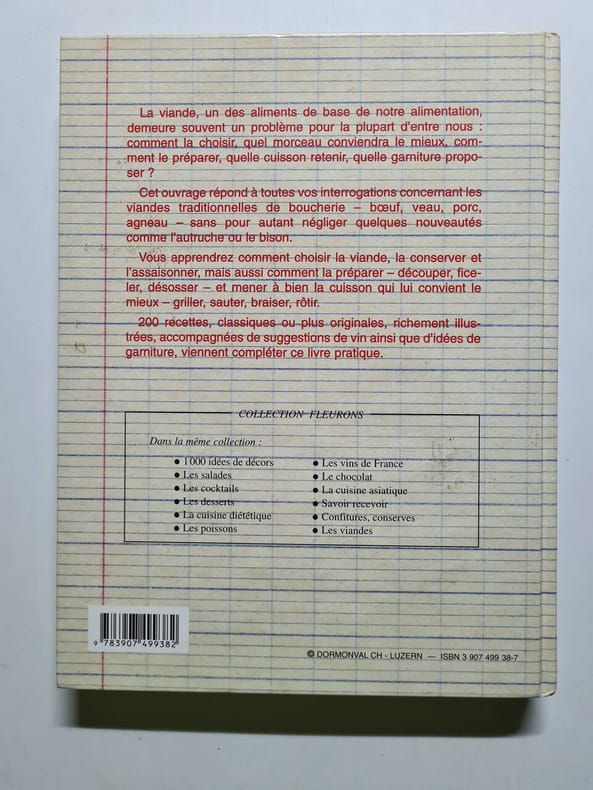 La viande, un des aliments de base de notre alimentation,
demeure souvent un problème pour la plupart d'entre nous :
comment la choisir, quel morceau conviendra le mieux, com-
ment le préparer, quelle cuisson retenir, quelle garniture propo-
ser ?
Cet ouvrage répond à toutes vos interrogations concernant les
viandes traditionnelles de boucherie – bœuf, veau, porc,
agneau – sans pour autant négliger quelques nouveautés
comme l'autruche ou le bison.
Vous apprendrez comment choisir la viande, la conserver et
l'assaisonner, mais aussi comment la préparer – découper, fice-
ler, désosser – et mener à bien la cuisson qui lui convient le
mieux – griller, sauter, braiser, rôtir.
200 recettes, classiques ou plus originales, richement illus-
trées, accompagnées de suggestions de vin ainsi que d'idées de
garniture, viennent compléter ce livre pratique.
COLLECTION FLEURONS
Dans la même collection :
● 1000 idées de décors
● Les salades
● Les cocktails
● Les desserts
● La cuisine diététique
● Les poissons
● Les vins de France
● Le chocolat
● La cuisine asiatique
● Savoir recevoir
● Confitures, conserves
● Les viandes
9 783907 499382
© DORMONVAL CH - LUZERN — ISBN 3 907 499 38-7